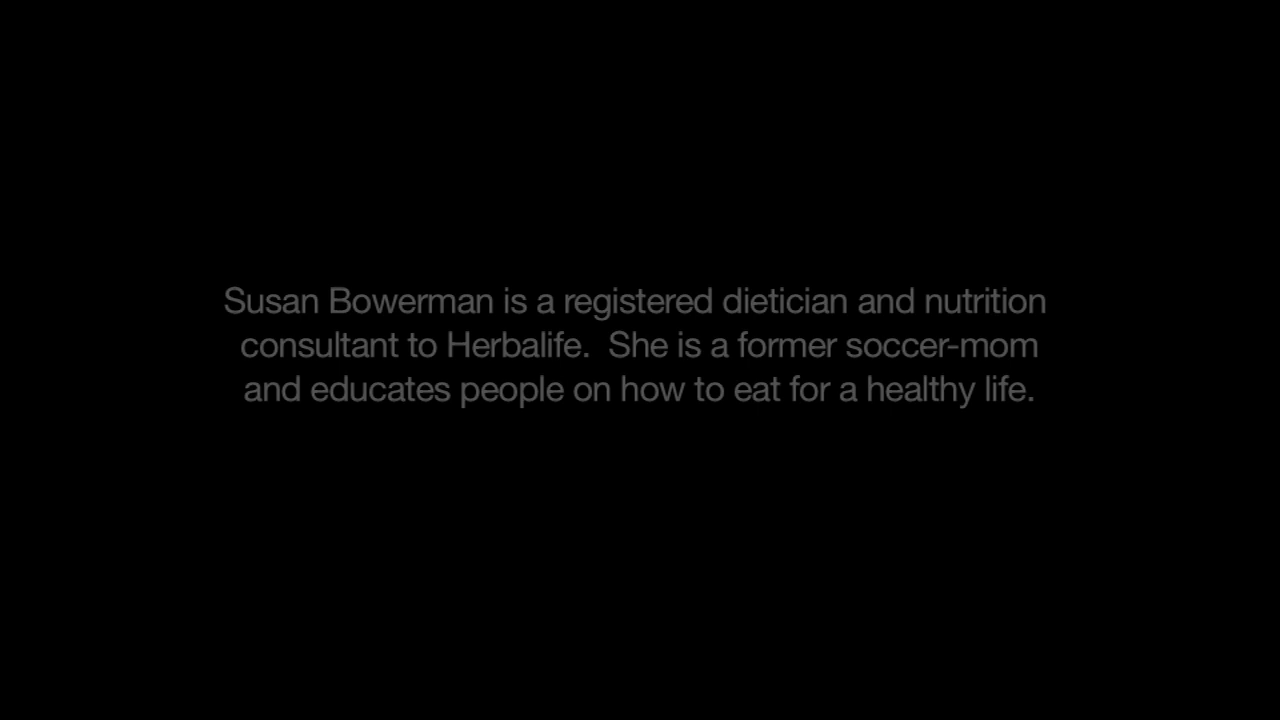 Susan Bowerman is a registered dietician and nutrition
consultant to Herbalife.  She is a former soccer-mom
and educates people on how to eat for a healthy life.